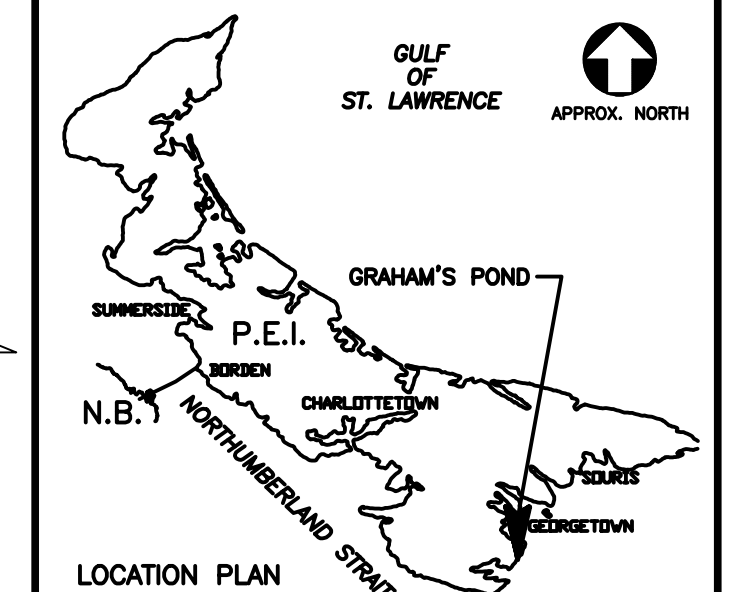 GULF
OF
ST. LAWRENCE
APPROX. NORTH
GRAHAM'S POND
SUMMERSIDE
P.E.I.
BORDEN
CHARLOTTETOWN
N.B.
NORTHUMBERLAND STRAIT
SOURIS
GEORGETOWN
LOCATION PLAN